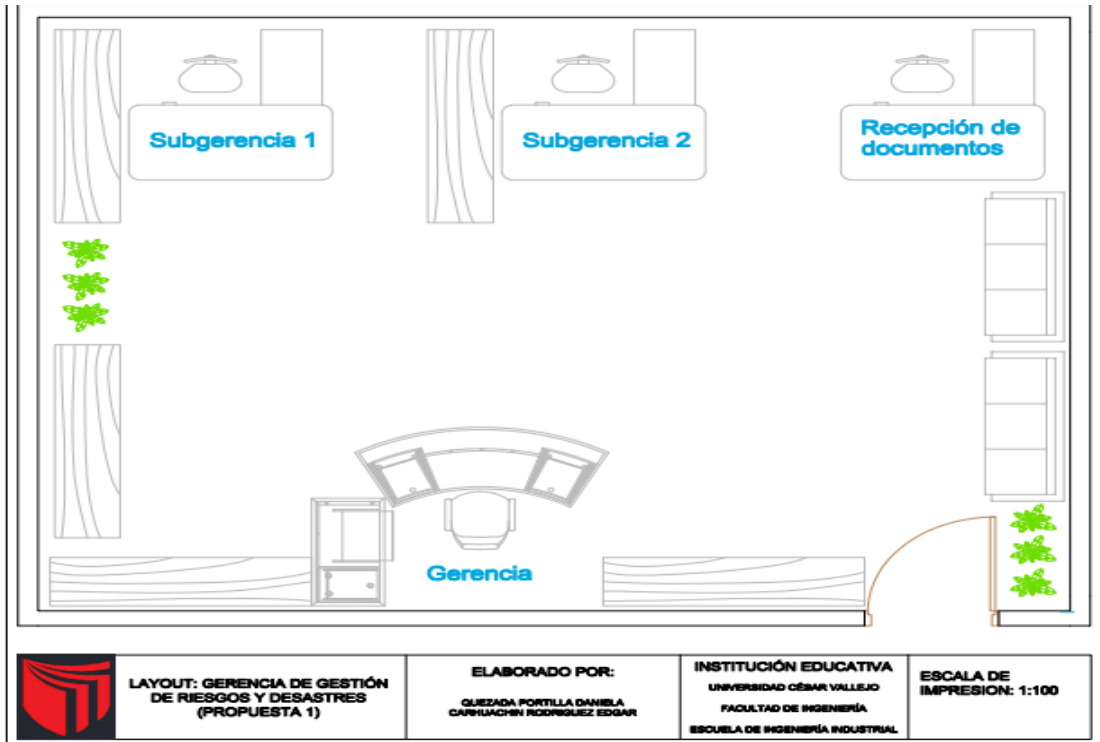 Subgerencia 1
Subgerencia 2
Recepción de
documentos
Gerencia
LAYOUT: GERENCIA DE GESTIÓN
DE RIESGOS Y DESASTRES
(PROPUESTA 1)
ELABORADO POR:
QUEZADA PORTILLA DANIELA
CARHUACHIN RODRIGUEZ EDGAR
INSTITUCIÓN EDUCATIVA
UNIVERSIDAD CÉSAR VALLEJO
FACULTAD DE INGENIERÍA
ESCUELA DE INGENIERÍA INDUSTRIAL
ESCALA DE
IMPRESION: 1:100